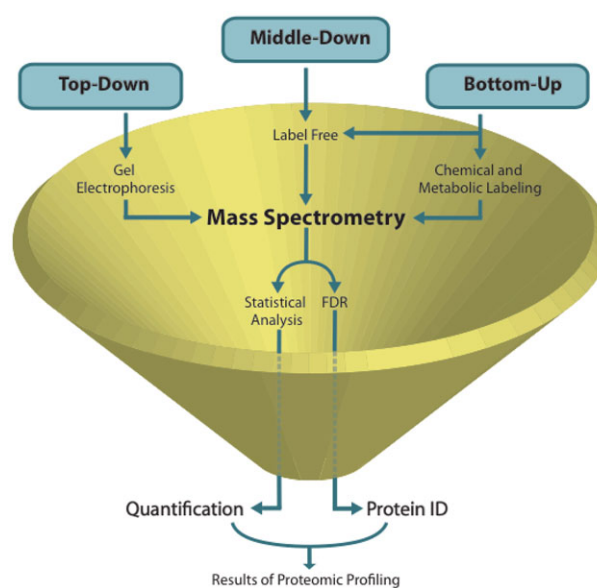 Middle-Down
Top-Down
Bottom-Up
Label Free
Gel
Electrophoresis
Chemical and
Metabolic Labeling
Mass Spectrometry
Statistical
Analysis
FDR
Quantification
Protein ID
Results of Proteomic Profiling